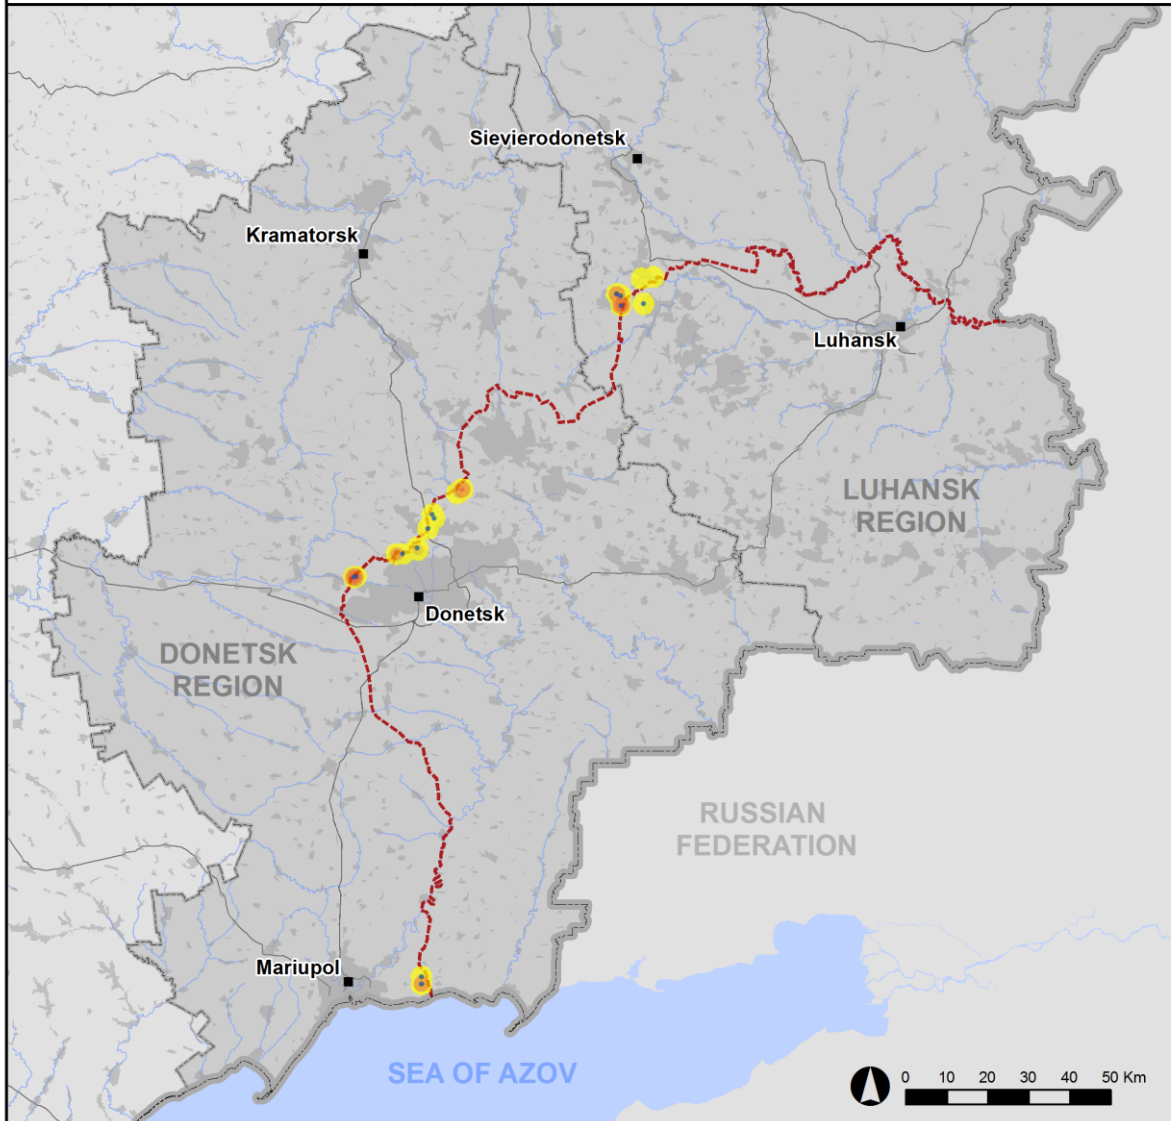 Sievierodonetsk
Kramatorsk
Luhansk
LUHANSK
REGION
Donetsk
DONETSK
REGION
RUSSIAN
FEDERATION
Mariupol
SEA OF AZOV
0 10 20 30 40 50 Km